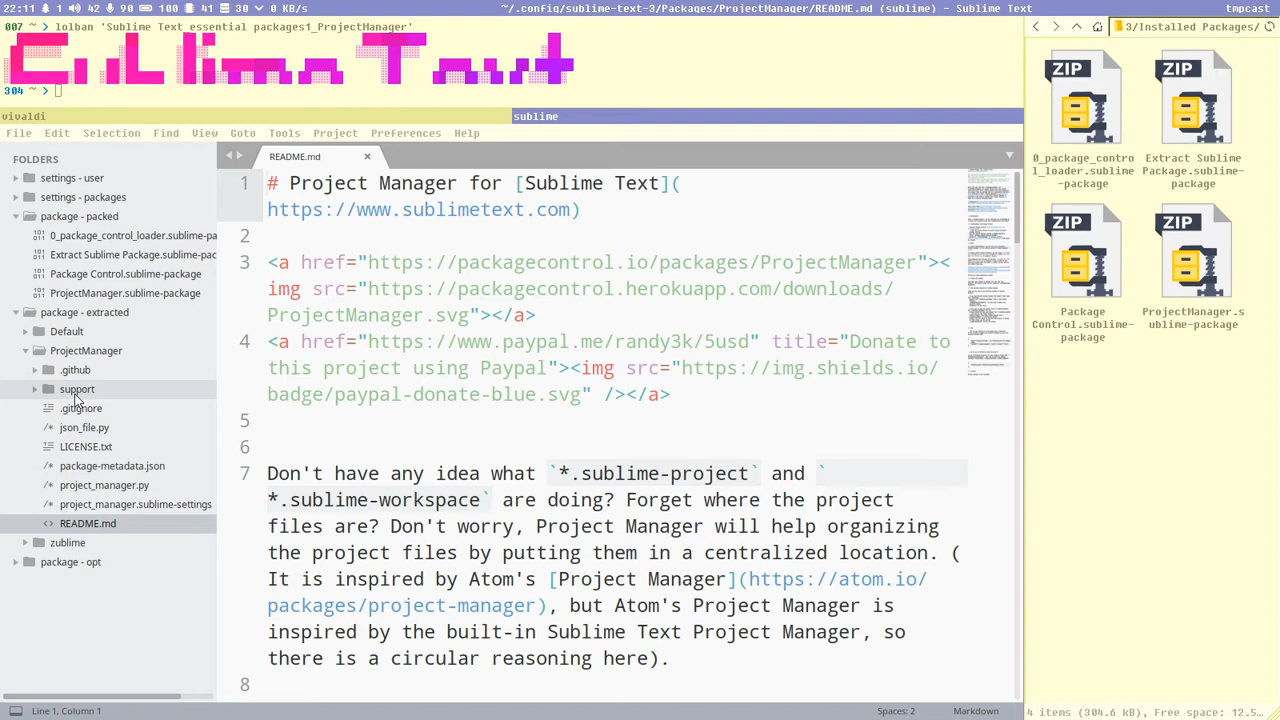 22:11 1 42 90 100 41 30 0 KB/s
~/.config/sublime-text-3/Packages/ProjectManager/README.md (sublime) - Sublime Text
tmpcast
007 ~ > lolban 'Sublime Text essential packages1_ProjectManager'
304 ~ >
vivaldi
sublime
File Edit Selection Find View Goto Tools Project Preferences Help
FOLDERS
settings - user
settings - packages
package - packed
0_package_control_loader.sublim
Extract Sublime Package.sublime-pac
Package Control.sublime-package
ProjectManager.sublime-package
package - extracted
Default
ProjectManager
.github
support
.gitignore
json_file.py
LICENSE.txt
package-metadata.json
project_manager.py
project_manager.sublime-settings
README.md
zublime
package - opt
README.md
1 # Project Manager for [Sublime Text](
https://www.sublimetext.com)
2
3 <a href="https://packagecontrol.io/packages/ProjectManager"><
img src="https://packagecontrol.herokuapp.com/downloads/
ProjectManager.svg"></a>
4 <a href="https://www.paypal.me/randy3k/5usd" title="Donate to
this project using Paypal"><img src="https://img.shields.io/
badge/paypal-donate-blue.svg" /></a>
5
6
7 Don't have any idea what `*.sublime-project` and `
*.sublime-workspace` are doing? Forget where the project
files are? Don't worry, Project Manager will help organizing
the project files by putting them in a centralized location. (
It is inspired by Atom's [Project Manager](https://atom.io/
packages/project-manager), but Atom's Project Manager is
inspired by the built-in Sublime Text Project Manager, so
there is a circular reasoning here).
8
Line 1, Column 1
Spaces: 2
Markdown
3/Installed Packages/
ZIP
0_package_contro
l_loader.sublime
-package
ZIP
Extract Sublime
Package.sublime-
package
ZIP
Package
Control.sublime-
package
ZIP
ProjectManager.s
ublime-package
4 items (304.6 kB), Free space: 12.5...